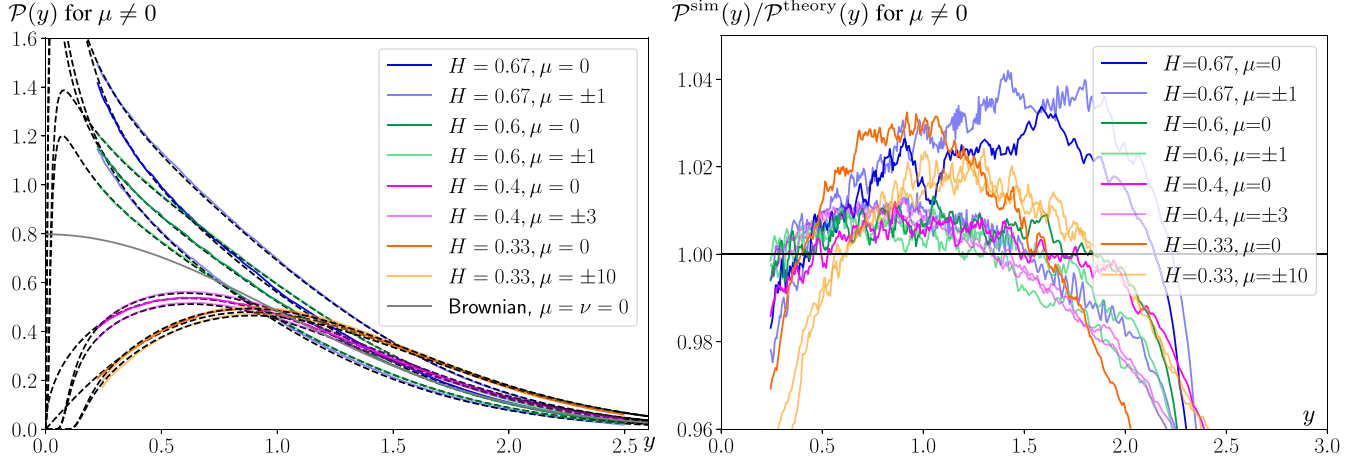 𝒫(y) for μ ≠ 0
1.6
1.4
1.2
1.0
0.8
0.6
0.4
0.2
0.0
0.0 0.5 1.0 1.5 2.0 2.5 y
H = 0.67, μ = 0
H = 0.67, μ = ±1
H = 0.6, μ = 0
H = 0.6, μ = ±1
H = 0.4, μ = 0
H = 0.4, μ = ±3
H = 0.33, μ = 0
H = 0.33, μ = ±10
Brownian, μ = ν = 0
𝒫^sim(y)/𝒫^theory(y) for μ ≠ 0
1.04
1.02
1.00
0.98
0.96
0.0 0.5 1.0 1.5 2.0 2.5 3.0
y
H=0.67, μ=0
H=0.67, μ=±1
H=0.6, μ=0
H=0.6, μ=±1
H=0.4, μ=0
H=0.4, μ=±3
H=0.33, μ=0
H=0.33, μ=±10